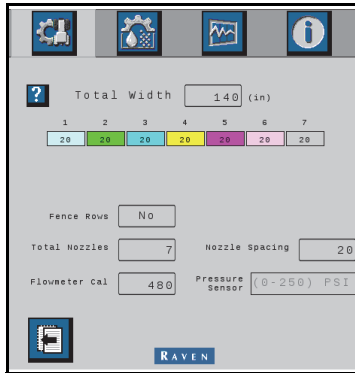 ? Total Width 140 (in)
1 2 3 4 5 6 7
20 20 20 20 20 20 20
Fence Rows No
Total Nozzles 7 Nozzle Spacing 20
Flowmeter Cal 480 Pressure Sensor (0-250) PSI
RAVEN